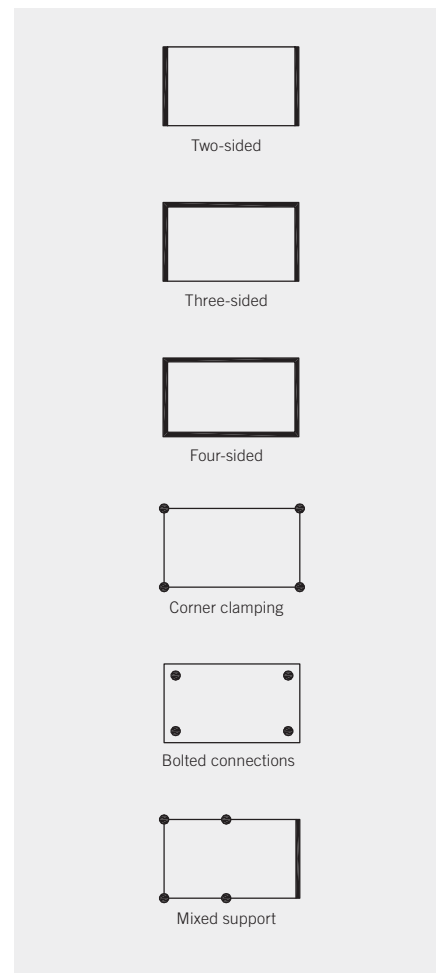 Two-sided
Three-sided
Four-sided
Corner clamping
Bolted connections
Mixed support